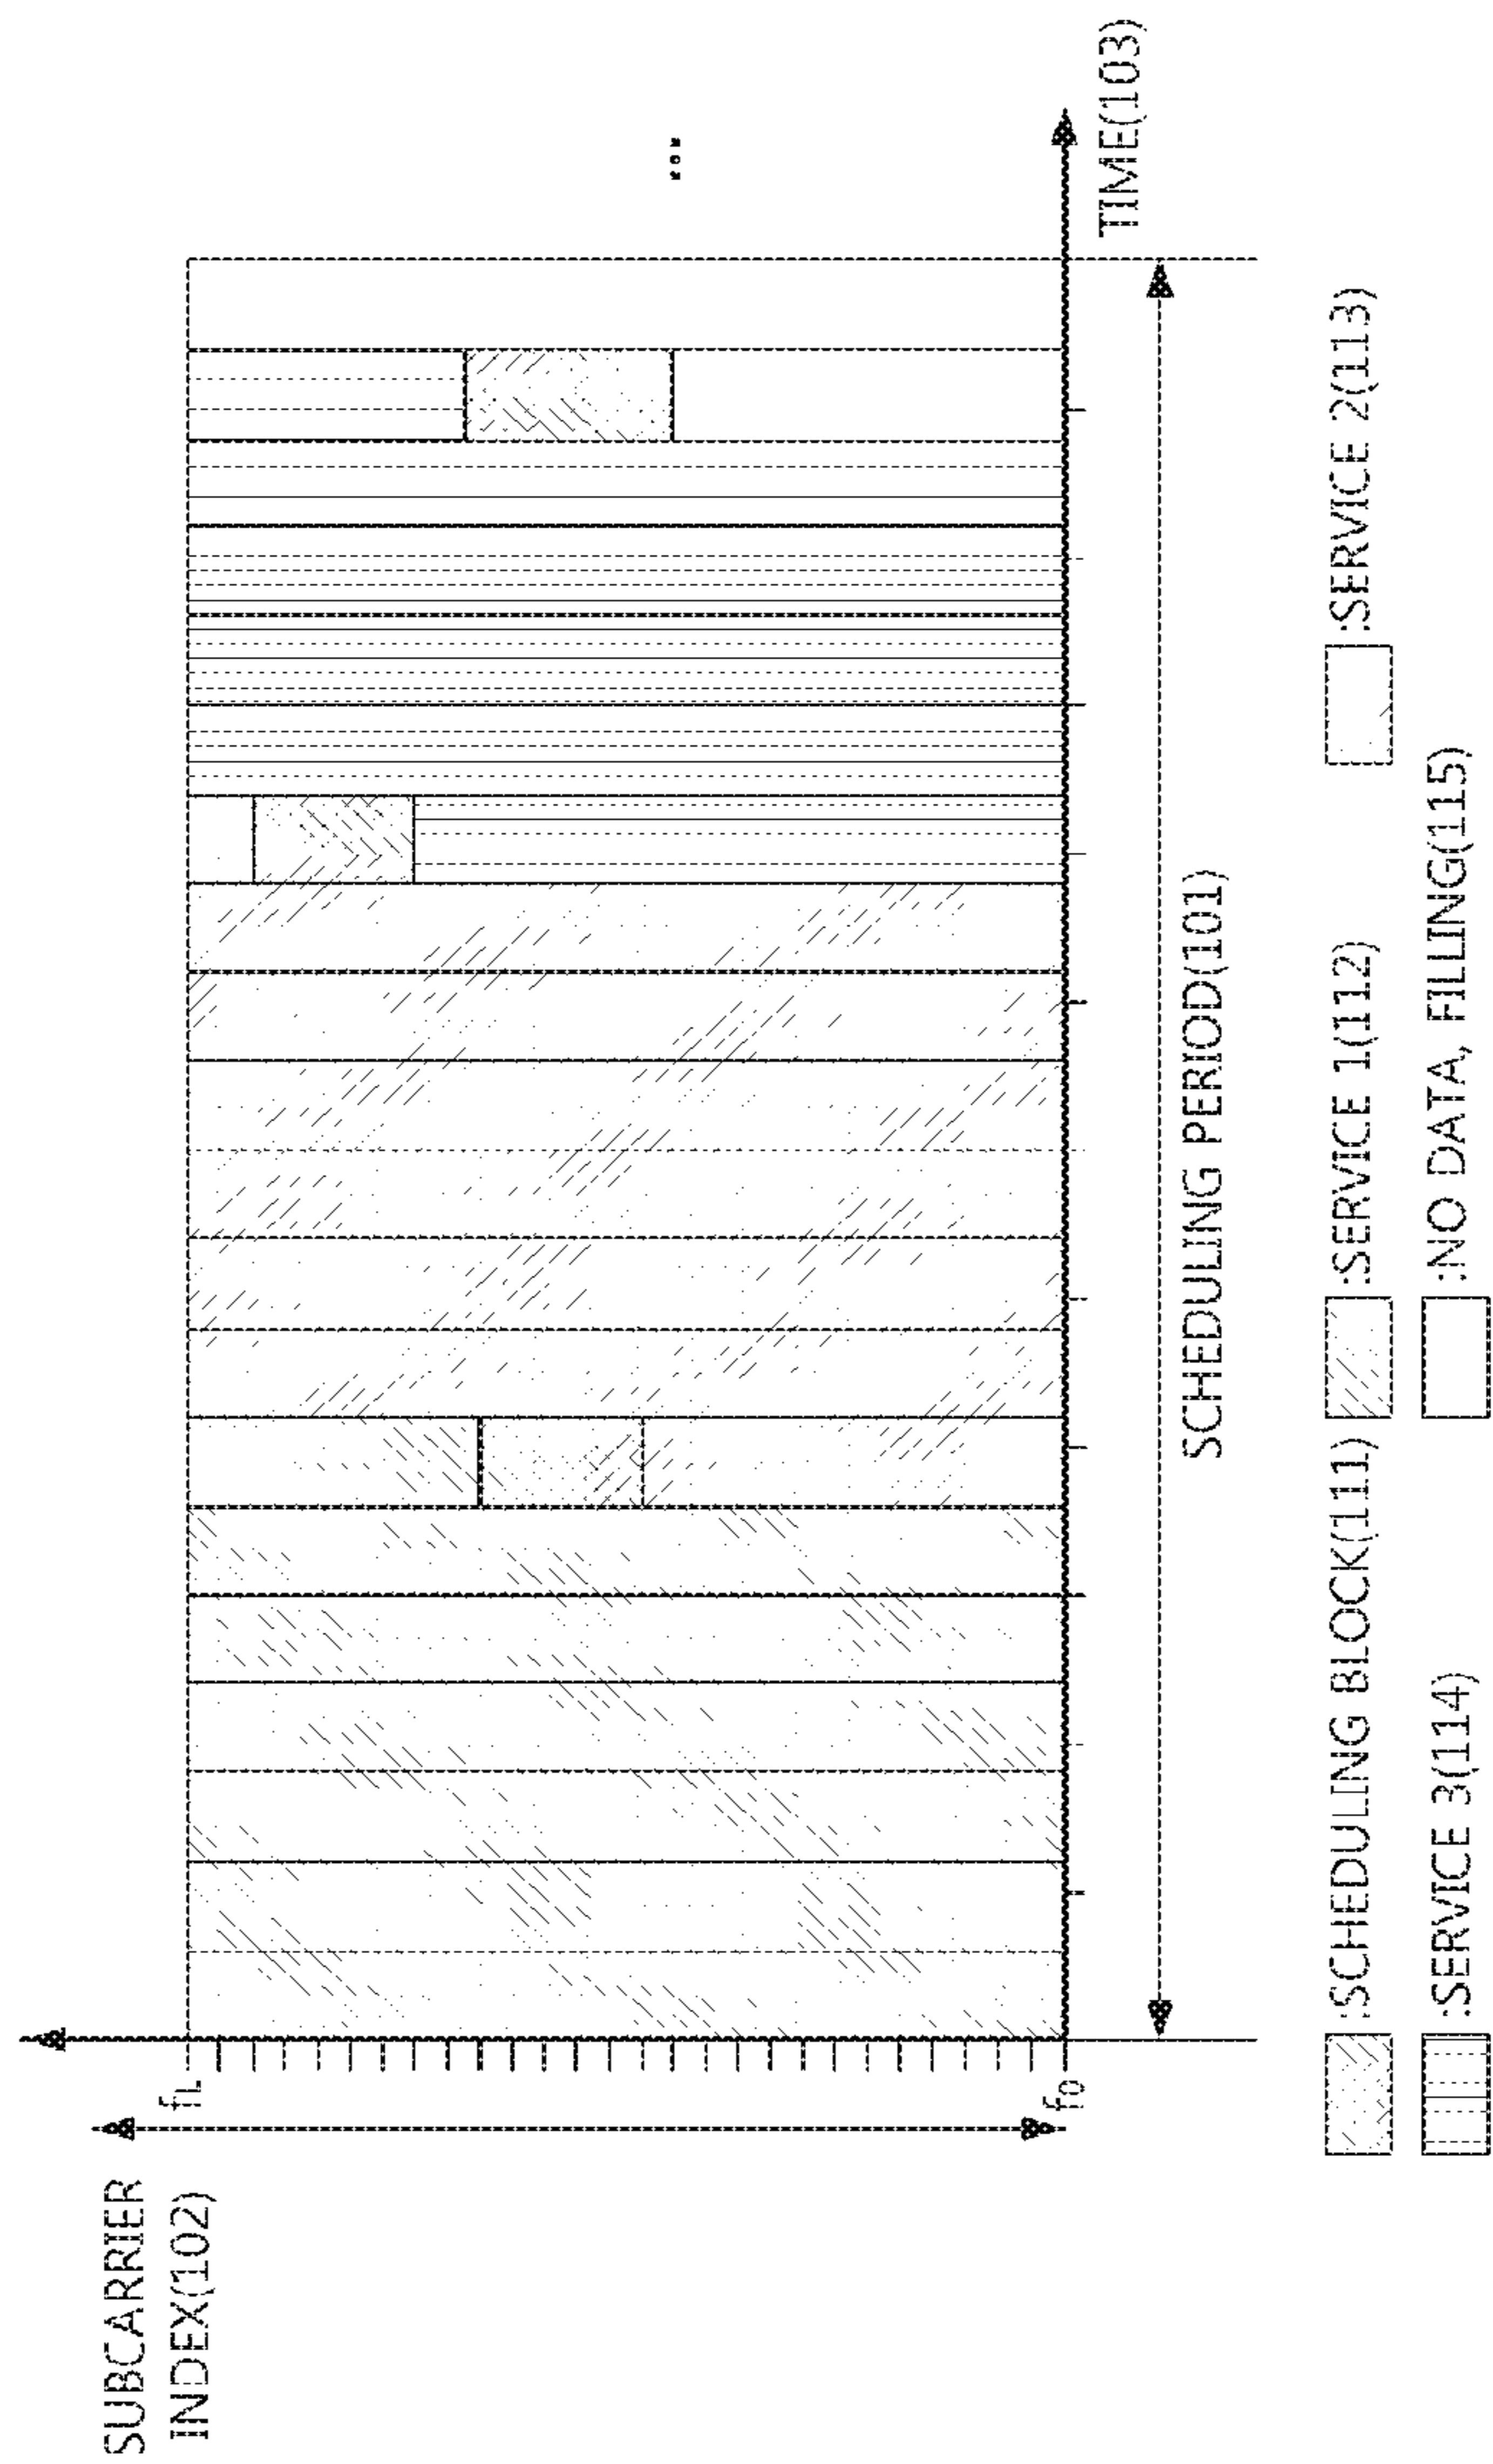 SUBCARRIER
INDEX(102)
fL
f0
...
TIME(103)
SCHEDULING PERIOD(101)
:SCHEDULING BLOCK(111) :SERVICE 1(112) :SERVICE 2(113)
:SERVICE 3(114) :NO DATA, FILLING(115)